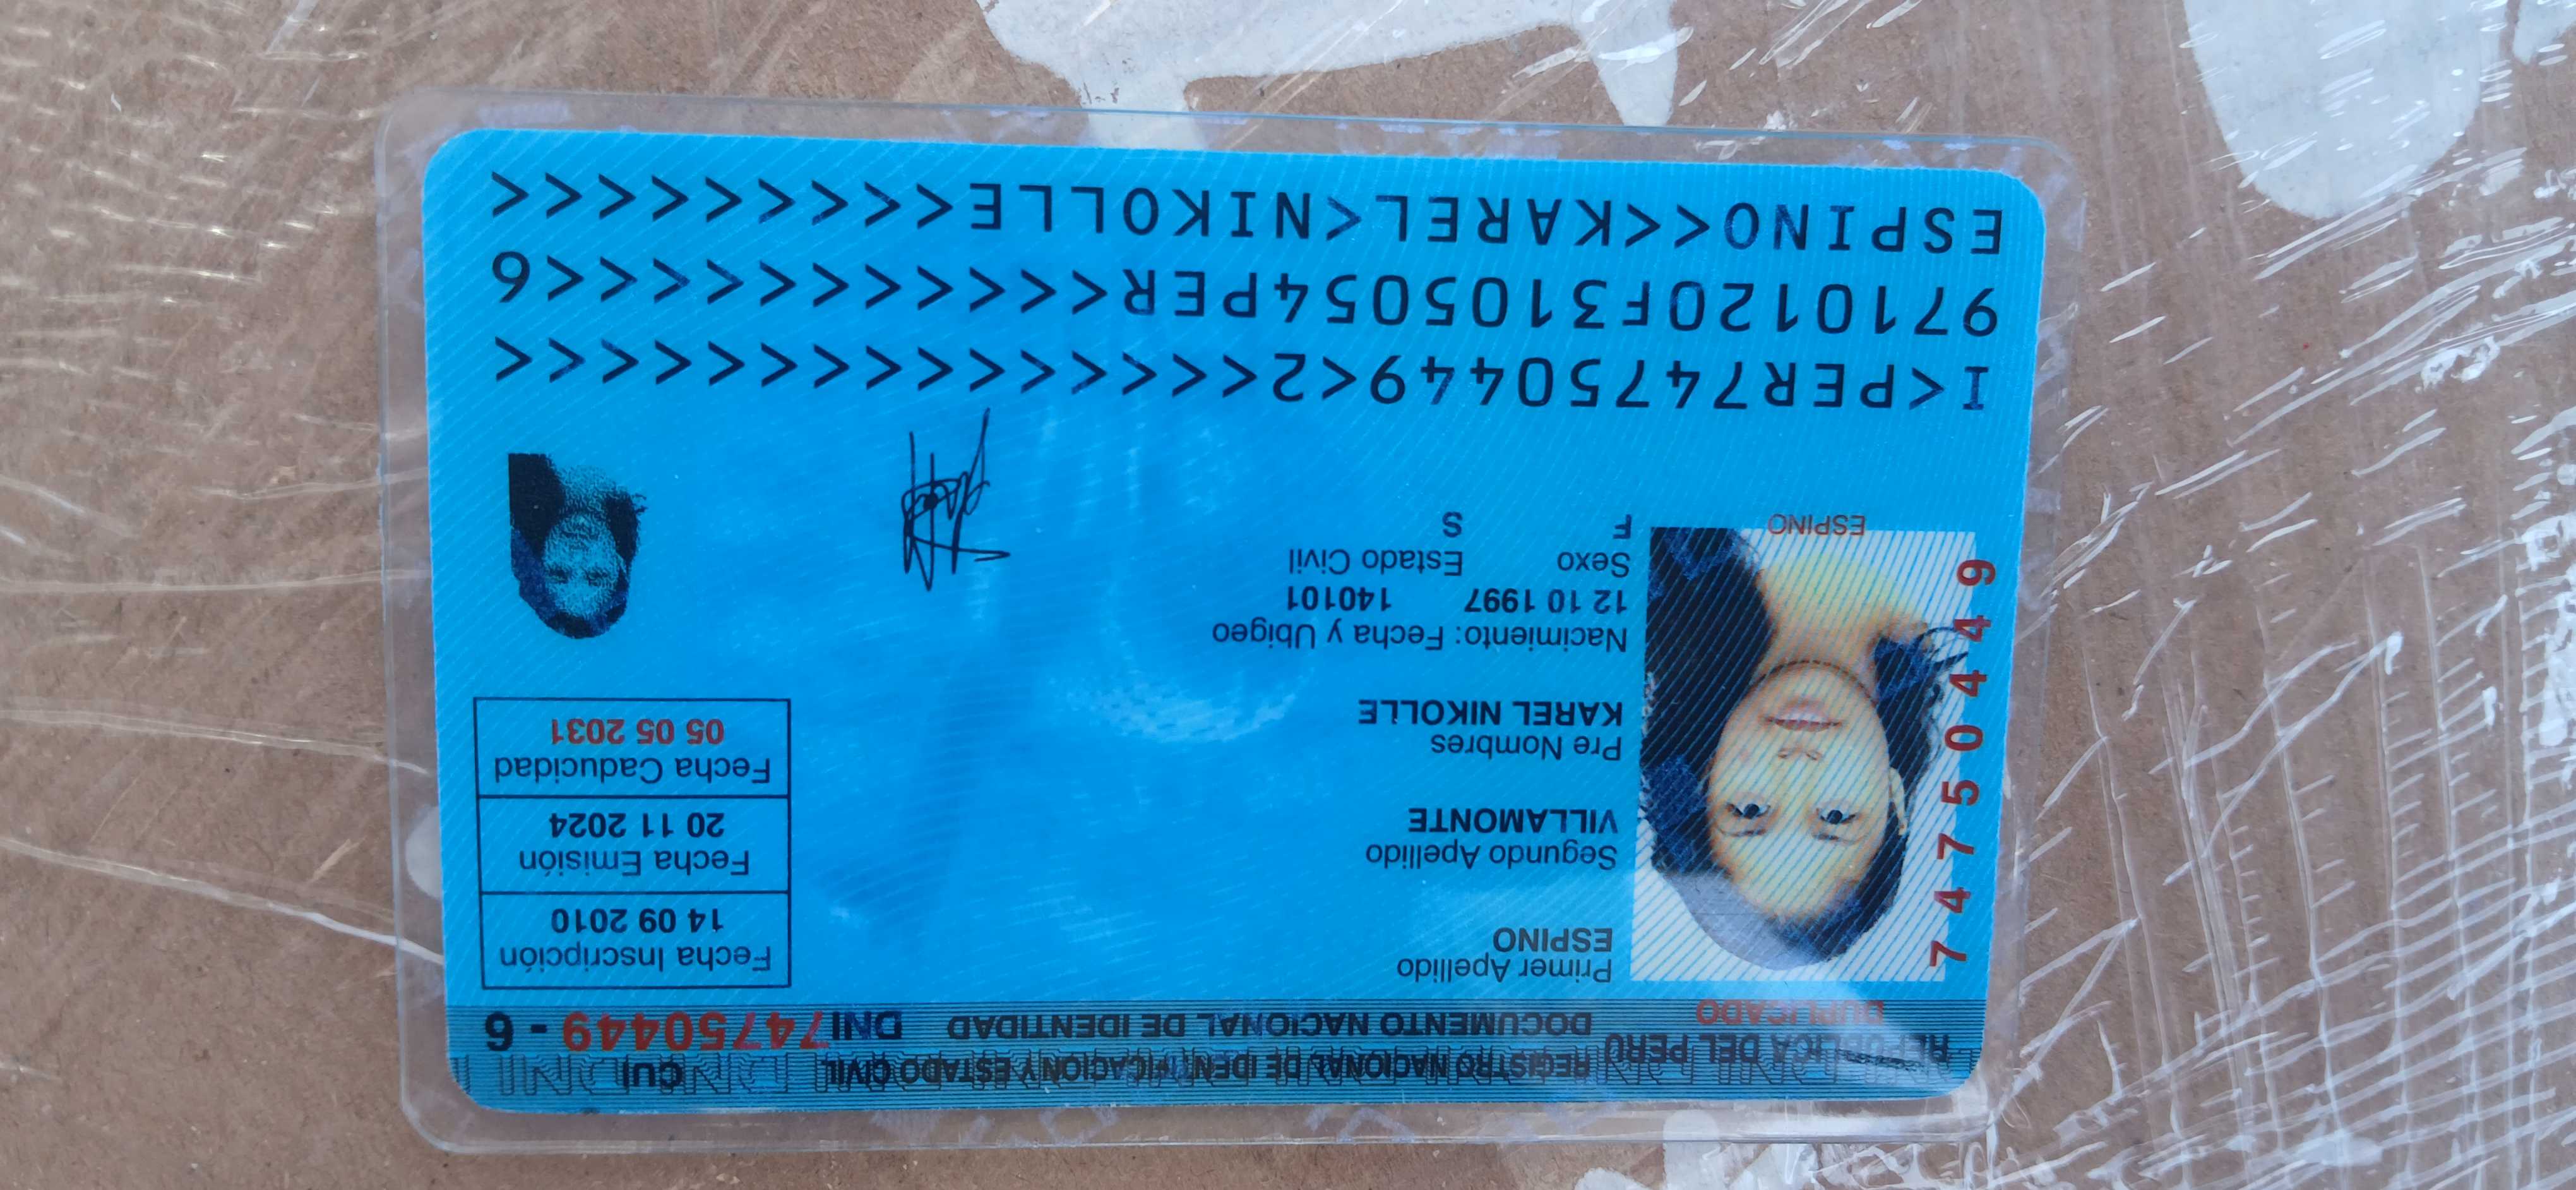 REPÚBLICA DEL PERÚ
REGISTRO NACIONAL DE IDENTIFICACIÓN Y ESTADO CIVIL
CUI
DUPLICADO
DOCUMENTO NACIONAL DE IDENTIDAD
DNI74750449 - 6
Primer Apellido
ESPINO
Segundo Apellido
VILLAMONTE
Pre Nombres
KAREL NIKOLLE
Nacimiento: Fecha y Ubigeo
12 10 1997 140101
Sexo Estado Civil
F S
Fecha Inscripción
14 09 2010
Fecha Emisión
20 11 2024
Fecha Caducidad
05 05 2031
74750449
ESPINO
I<PER74750449<2<<<<<<<<<<<<<<<
9710120F3105054PER<<<<<<<<<<<6
ESPINO<<KAREL<NIKOLLE<<<<<<<<<